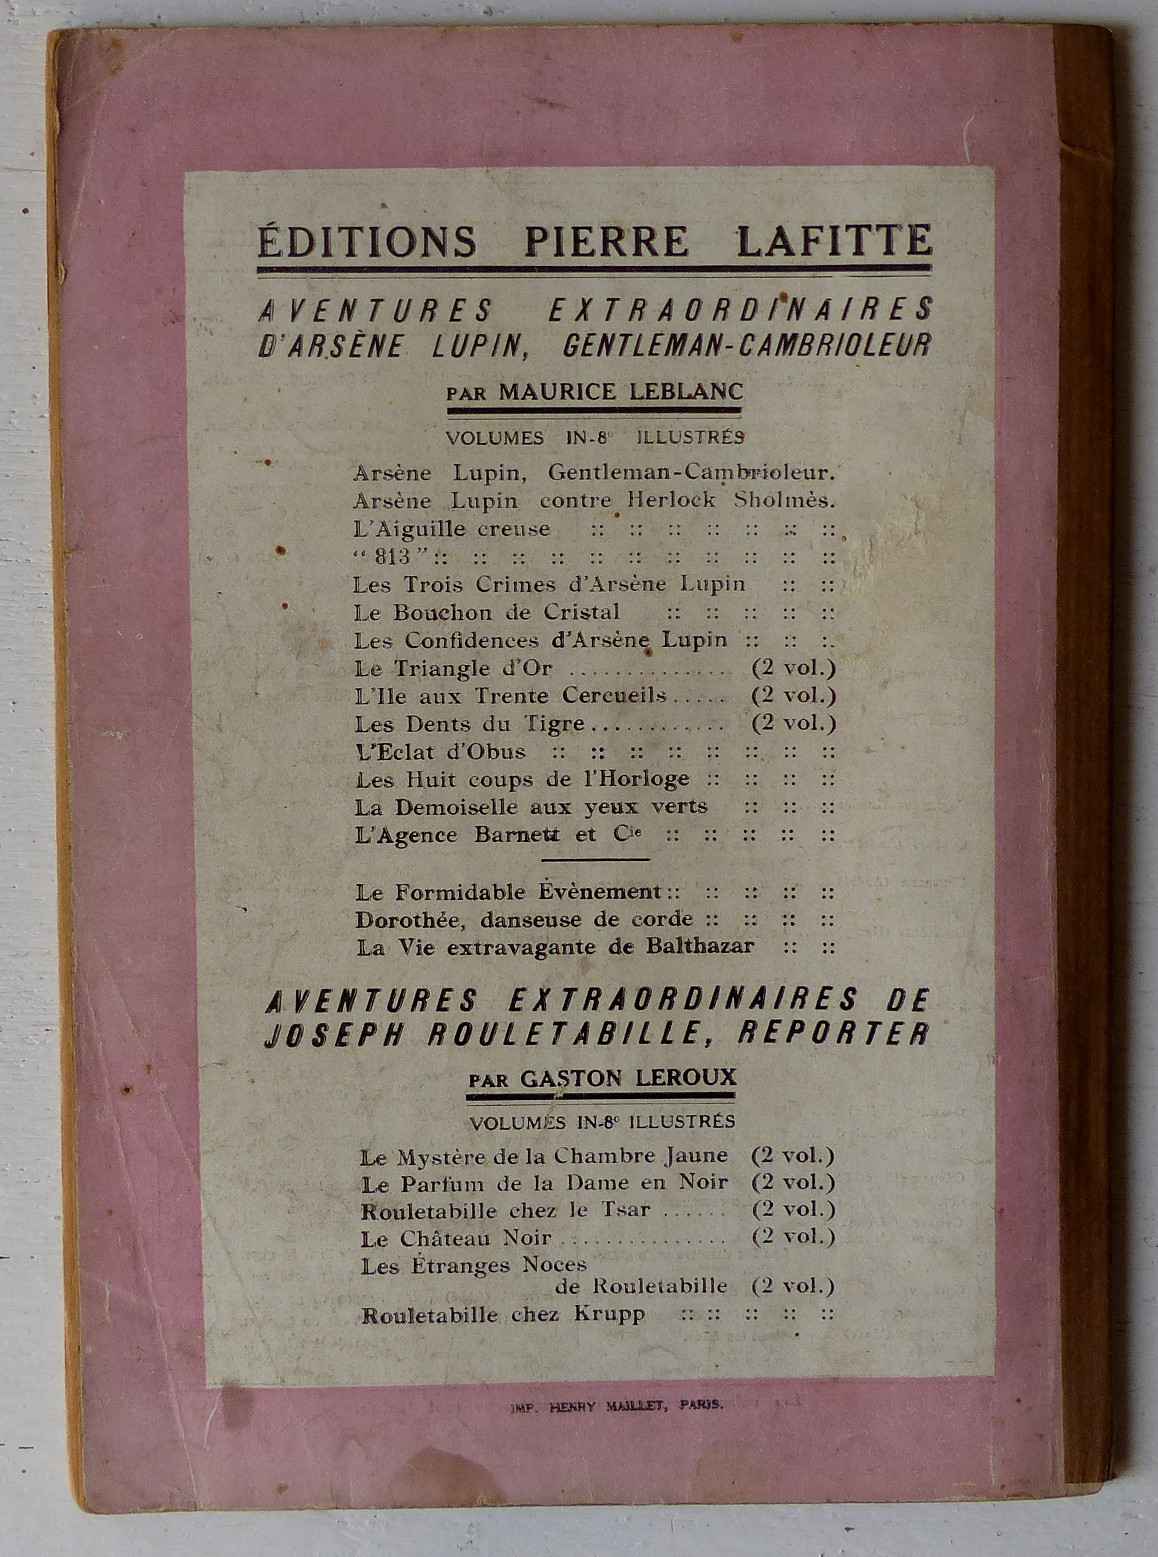 ÉDITIONS PIERRE LAFITTE
AVENTURES EXTRAORDINAIRES
D'ARSÈNE LUPIN, GENTLEMAN-CAMBRIOLEUR
PAR MAURICE LEBLANC
VOLUMES IN-8° ILLUSTRÉS
Arsène Lupin, Gentleman-Cambrioleur.
Arsène Lupin contre Herlock Sholmès.
L'Aiguille creuse :: :: :: :: :: :: ::
“ 813 ” :: :: :: :: :: :: :: :: :: :: ::
Les Trois Crimes d'Arsène Lupin :: ::
Le Bouchon de Cristal :: :: :: :: ::
Les Confidences d'Arsène Lupin :: :: :.
Le Triangle d'Or .............. (2 vol.)
L'Ile aux Trente Cercueils ..... (2 vol.)
Les Dents du Tigre ............ (2 vol.)
L'Eclat d'Obus :: :: :: :: :: :: :: ::
Les Huit coups de l'Horloge :: :: :: ::
La Demoiselle aux yeux verts :: :: ::
L'Agence Barnett et Cie :: :: :: :: ::
Le Formidable Évènement :: :: :: :: ::
Dorothée, danseuse de corde :: :: :: ::
La Vie extravagante de Balthazar :: ::
AVENTURES EXTRAORDINAIRES DE
JOSEPH ROULETABILLE, REPORTER
PAR GASTON LEROUX
VOLUMES IN-8° ILLUSTRÉS
Le Mystère de la Chambre Jaune (2 vol.)
Le Parfum de la Dame en Noir (2 vol.)
Rouletabille chez le Tsar ...... (2 vol.)
Le Château Noir .............. (2 vol.)
Les Étranges Noces
de Rouletabille (2 vol.)
Rouletabille chez Krupp :: :: :: :: ::
IMP. HENRY MAILLET, PARIS.